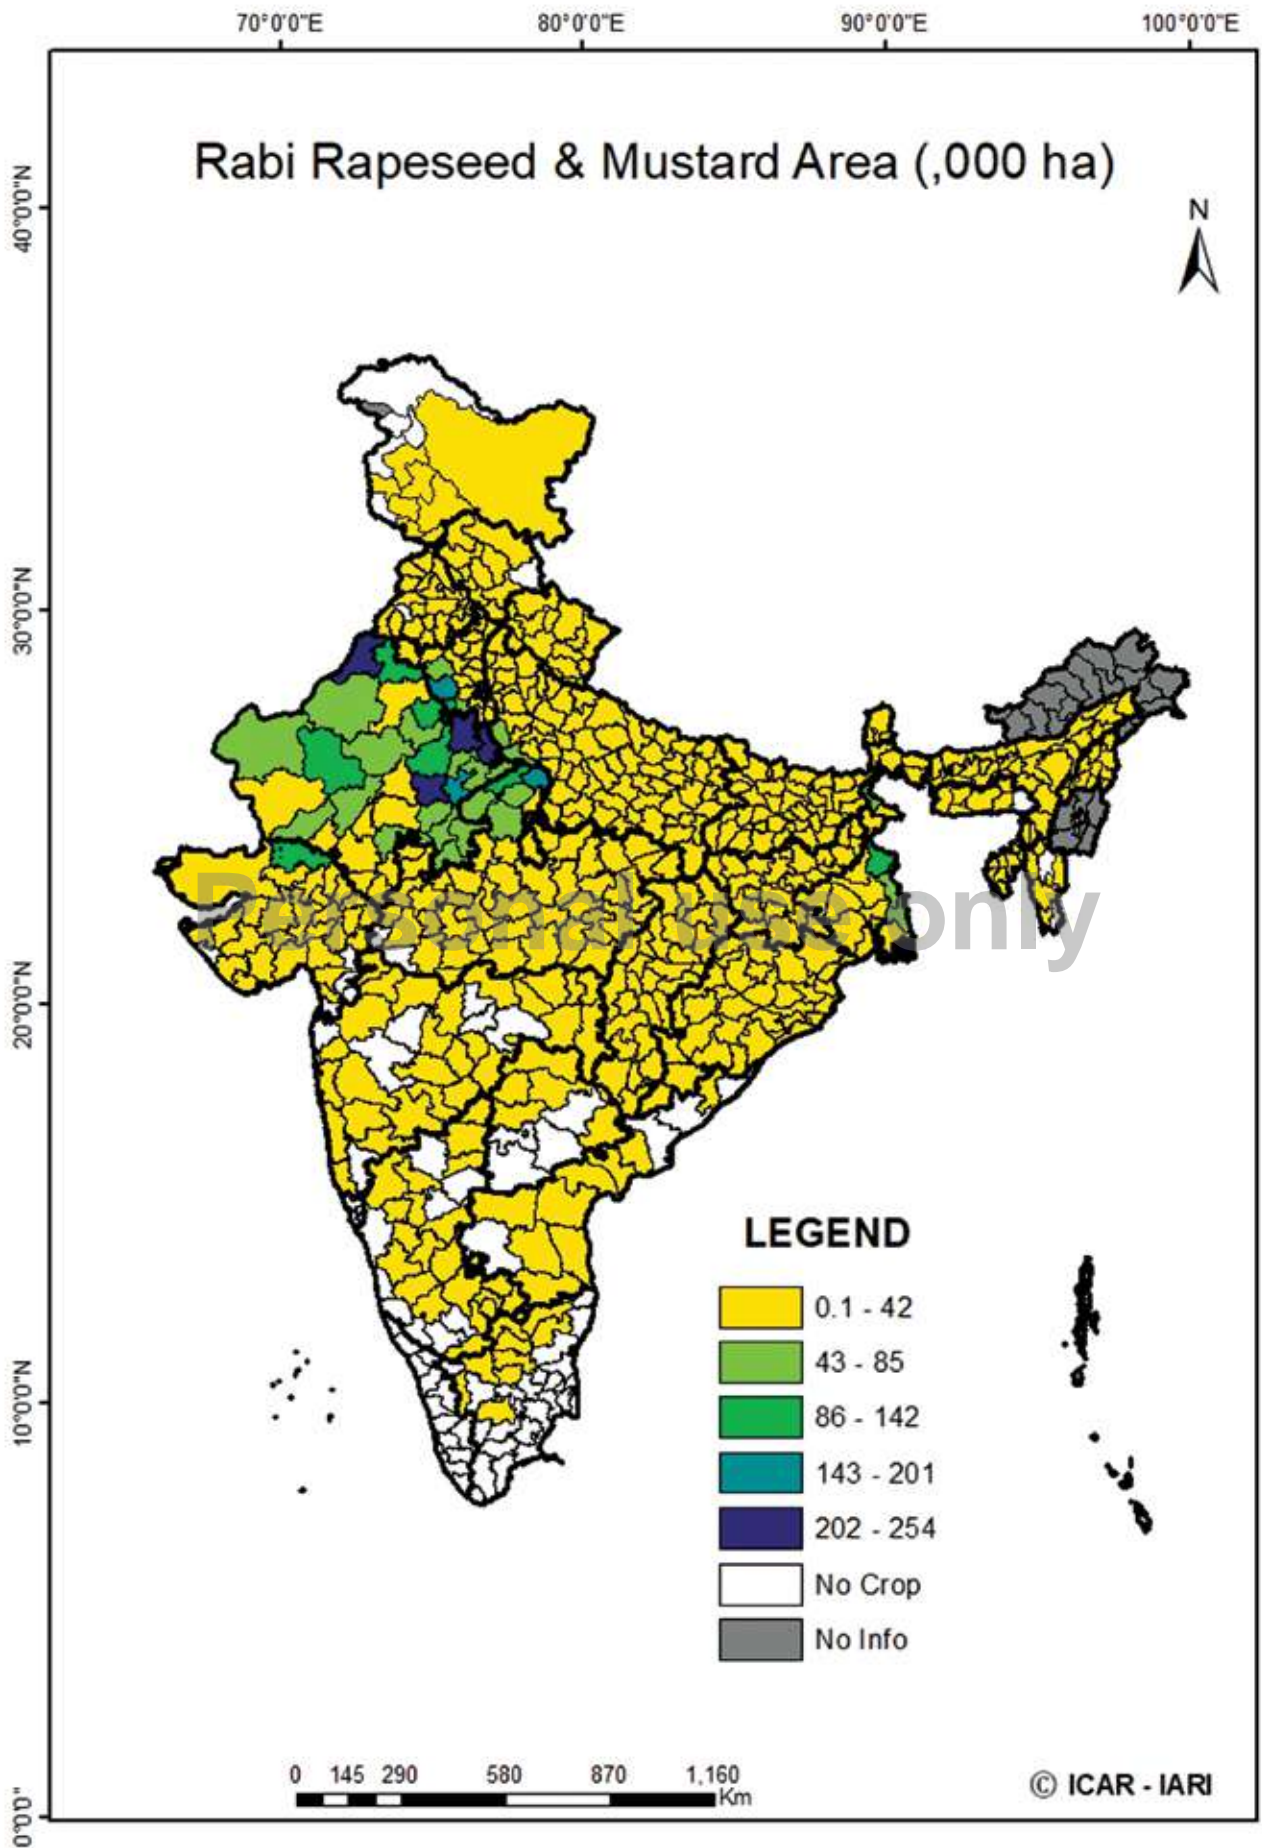 70°0'0"E 80°0'0"E 90°0'0"E 100°0'0"E
Rabi Rapeseed & Mustard Area (,000 ha)
N
40°0'0"N
30°0'0"N
20°0'0"N
10°0'0"N
0°0'0"
Personal use only
LEGEND
0.1 - 42
43 - 85
86 - 142
143 - 201
202 - 254
No Crop
No Info
0 145 290 580 870 1,160
Km
© ICAR - IARI